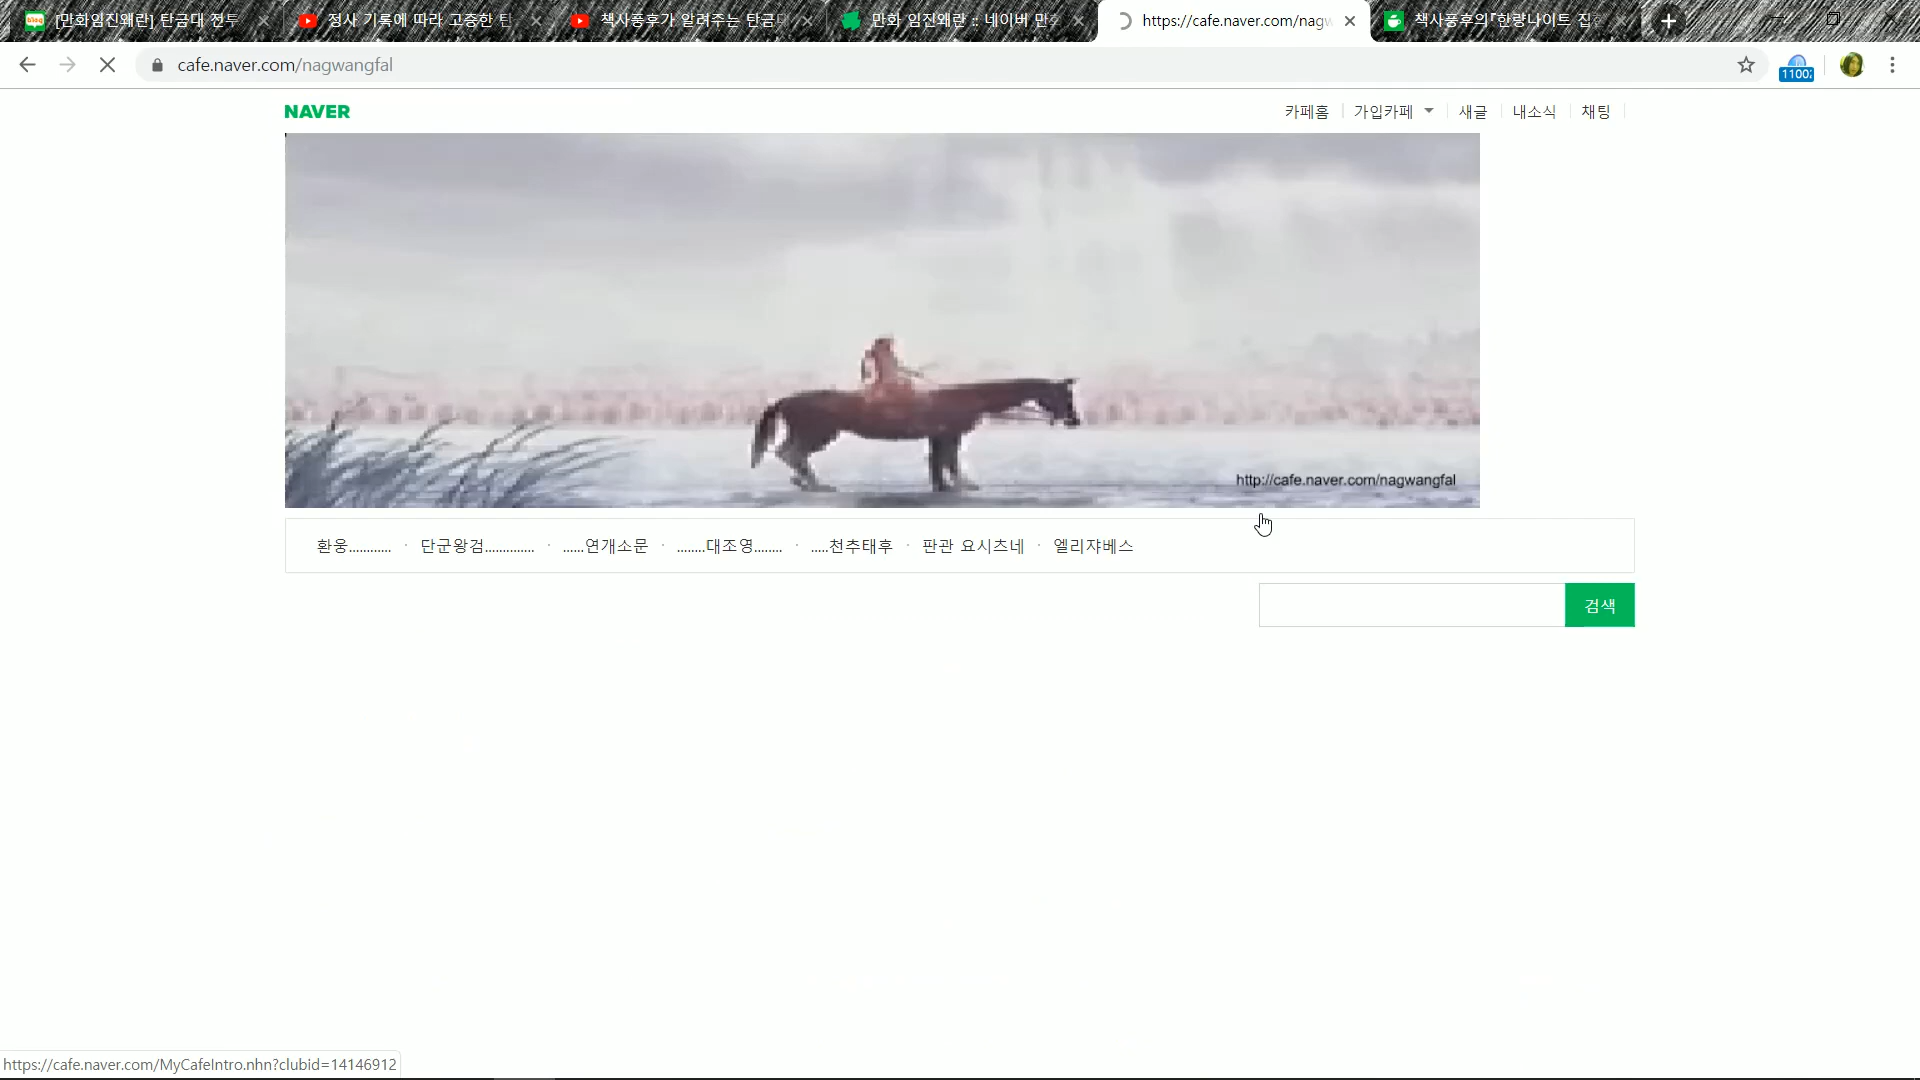 [만화임진왜란] 탄금대 전투
정사 기록에 따라 고증한 탄
책사풍후가 알려주는 탄금대
만화 임진왜란 :: 네이버 만화
https://cafe.naver.com/nagw
책사풍후의『한량나이트 집
cafe.naver.com/nagwangfal
1100
NAVER
카페홈 가입카페 새글 내소식 채팅
http://cafe.naver.com/nagwangfal
환웅............ · 단군왕검.............. · ......연개소문 · ........대조영........ · .....천추태후 · 판관 요시츠네 · 엘리쟈베스
검색
https://cafe.naver.com/MyCafeIntro.nhn?clubid=14146912